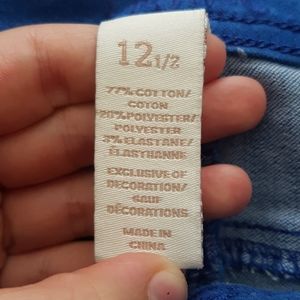 12 1/2
77% COTTON/
COTON
20% POLYESTER/
POLYESTER
3% ELASTANE/
ÉLASTHANNE
EXCLUSIVE OF
DECORATION/
SAUF
DÉCORATIONS
MADE IN
CHINA